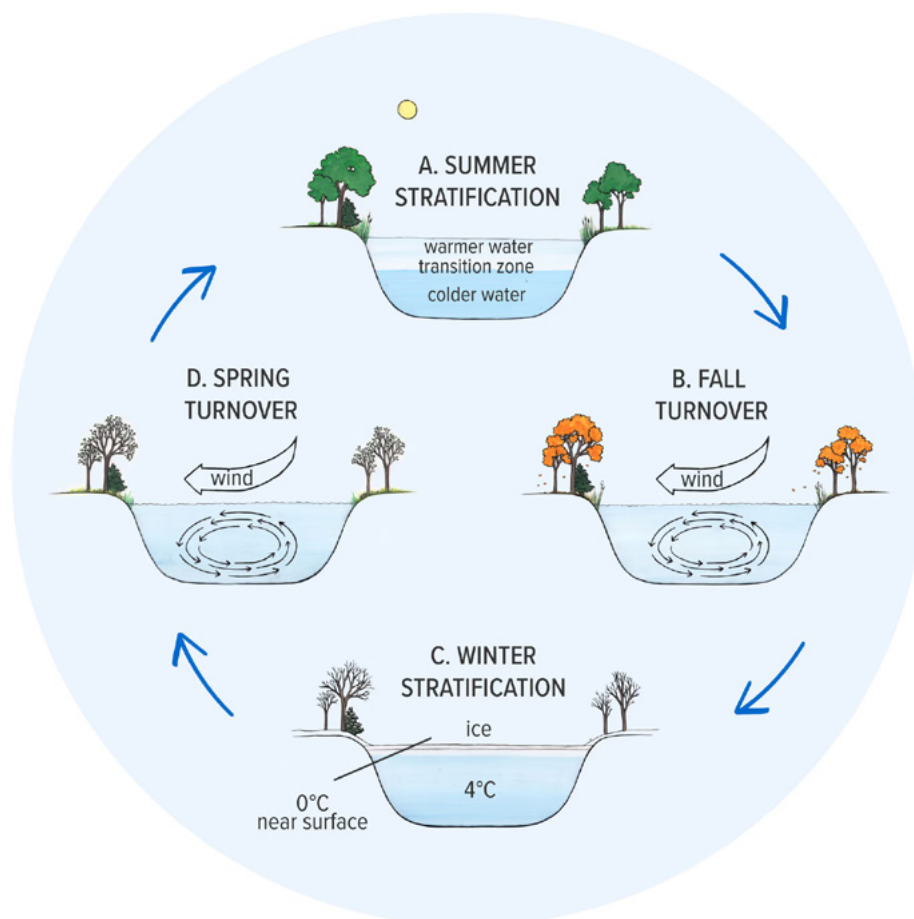 A. SUMMER
STRATIFICATION
warmer water
transition zone
colder water
D. SPRING
TURNOVER
wind
B. FALL
TURNOVER
wind
C. WINTER
STRATIFICATION
ice
4°C
0°C
near surface